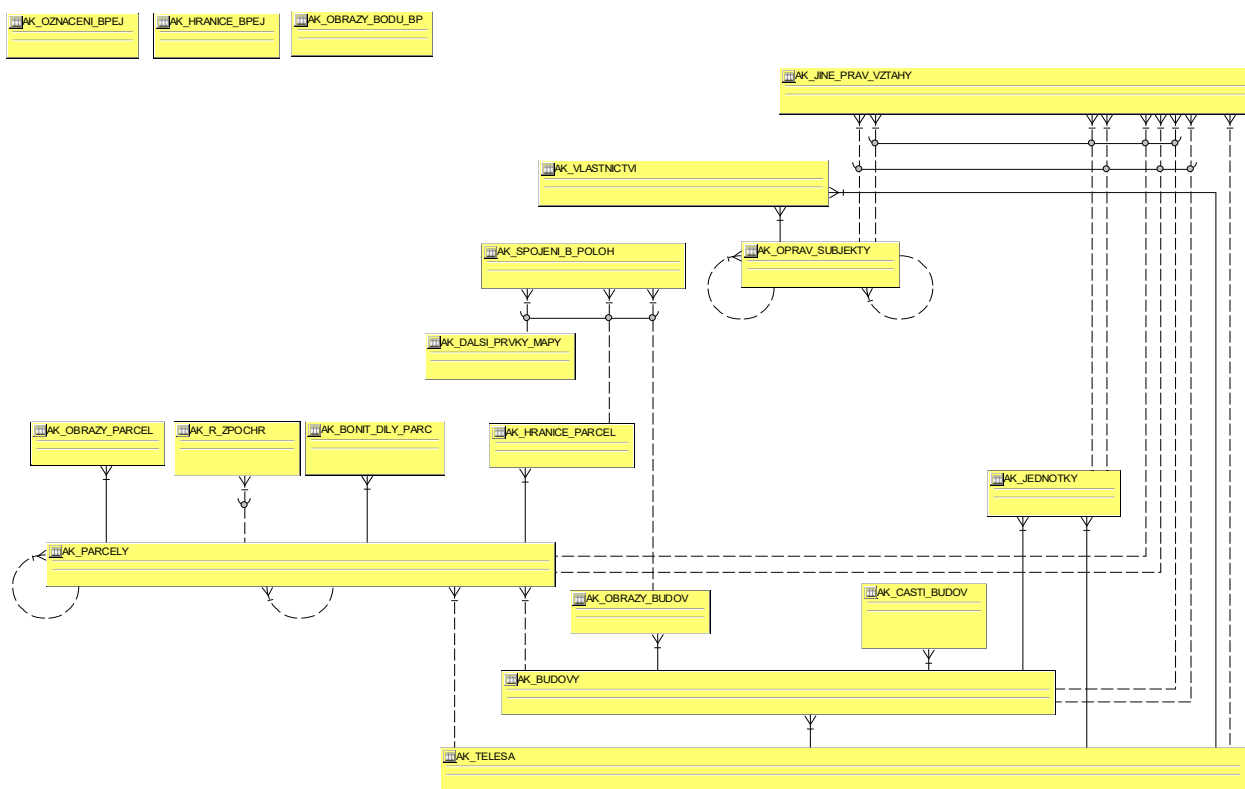 AK_OZNACENI_BPEJ
AK_HRANICE_BPEJ
AK_OBRAZY_BODU_BP
AK_JINE_PRAV_VZTAHY
AK_VLASTNICTVI
AK_SPOJENI_B_POLOH
AK_OPRAV_SUBJEKTY
AK_DALSI_PRVKY_MAPY
AK_OBRAZY_PARCEL
AK_R_ZPOCHR
AK_BONIT_DILY_PARC
AK_HRANICE_PARCEL
AK_JEDNOTKY
AK_PARCELY
AK_OBRAZY_BUDOV
AK_CASTI_BUDOV
AK_BUDOVY
AK_TELESA